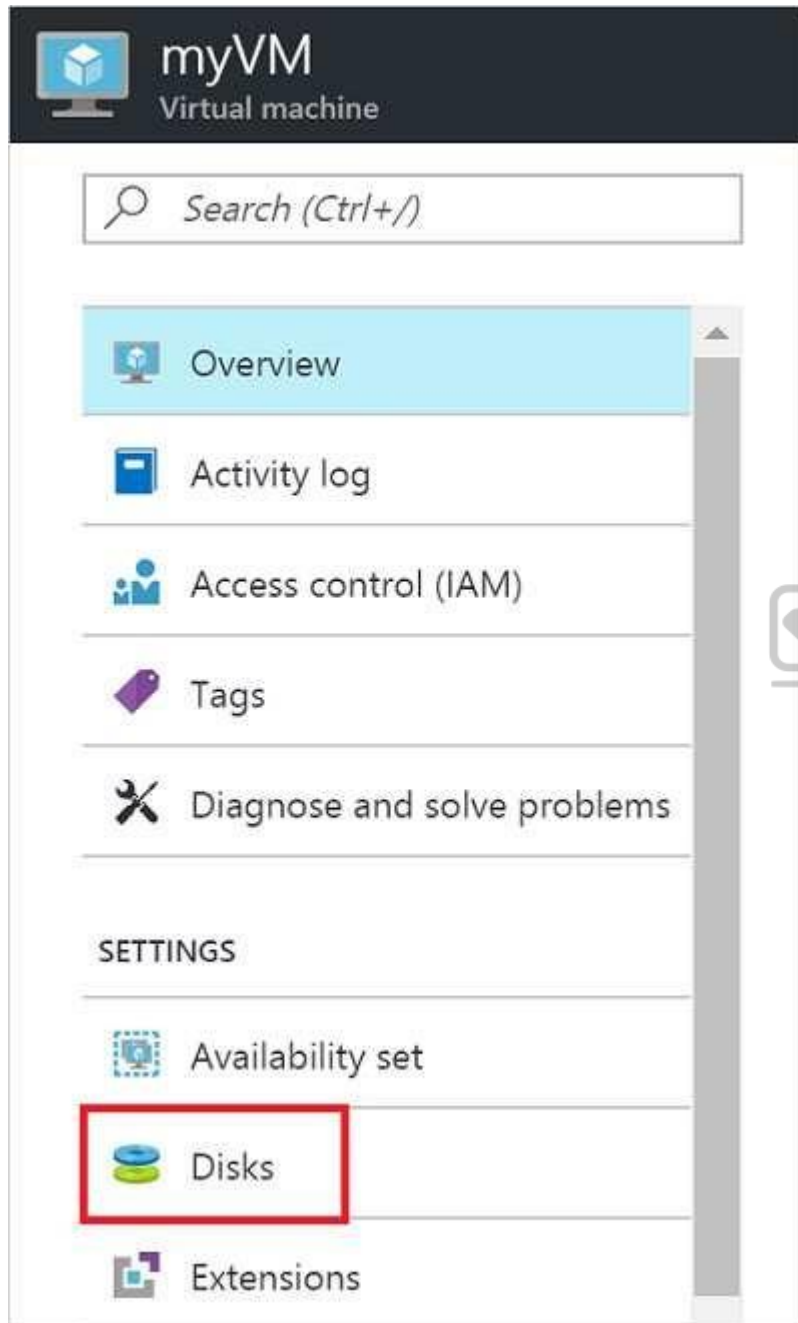 myVM
Virtual machine
Search (Ctrl+/)
Overview
Activity log
Access control (IAM)
Tags
Diagnose and solve problems
SETTINGS
Availability set
Disks
Extensions